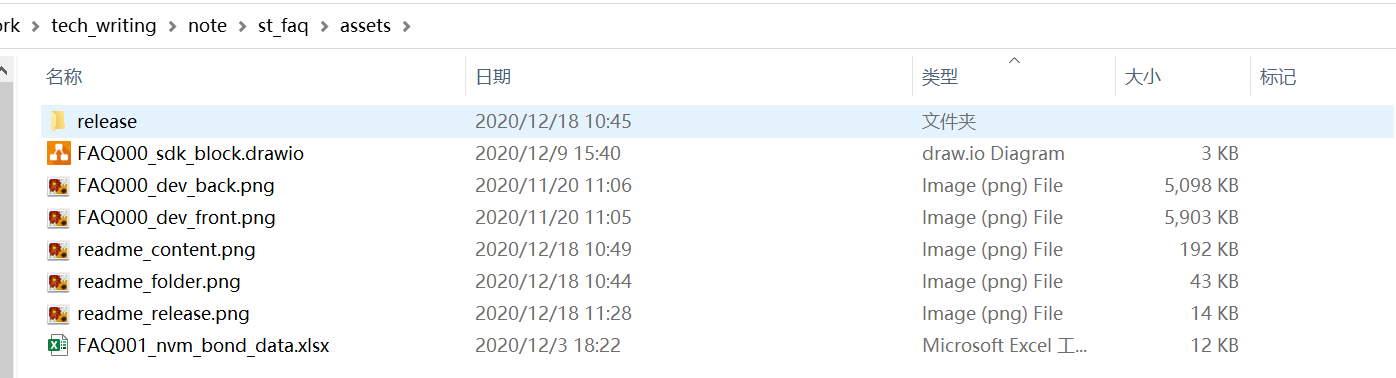 ork > tech_writing > note > st_faq > assets >
名称 日期 类型 大小 标记
release 2020/12/18 10:45 文件夹
FAQ000_sdk_block.drawio 2020/12/9 15:40 draw.io Diagram 3 KB
FAQ000_dev_back.png 2020/11/20 11:06 Image (png) File 5,098 KB
FAQ000_dev_front.png 2020/11/20 11:05 Image (png) File 5,903 KB
readme_content.png 2020/12/18 10:49 Image (png) File 192 KB
readme_folder.png 2020/12/18 10:44 Image (png) File 43 KB
readme_release.png 2020/12/18 11:28 Image (png) File 14 KB
FAQ001_nvm_bond_data.xlsx 2020/12/3 18:22 Microsoft Excel 工... 12 KB